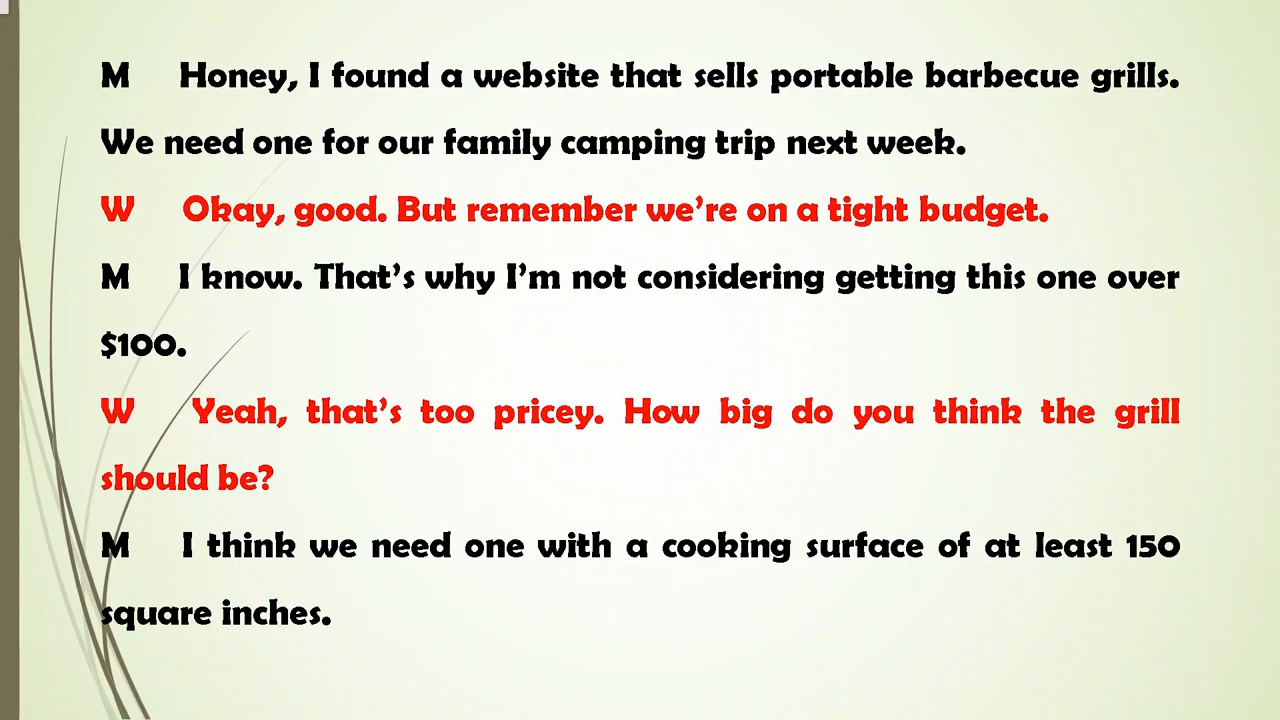 M Honey, I found a website that sells portable barbecue grills.
We need one for our family camping trip next week.
W Okay, good. But remember we’re on a tight budget.
M I know. That’s why I’m not considering getting this one over
$100.
W Yeah, that’s too pricey. How big do you think the grill
should be?
M I think we need one with a cooking surface of at least 150
square inches.